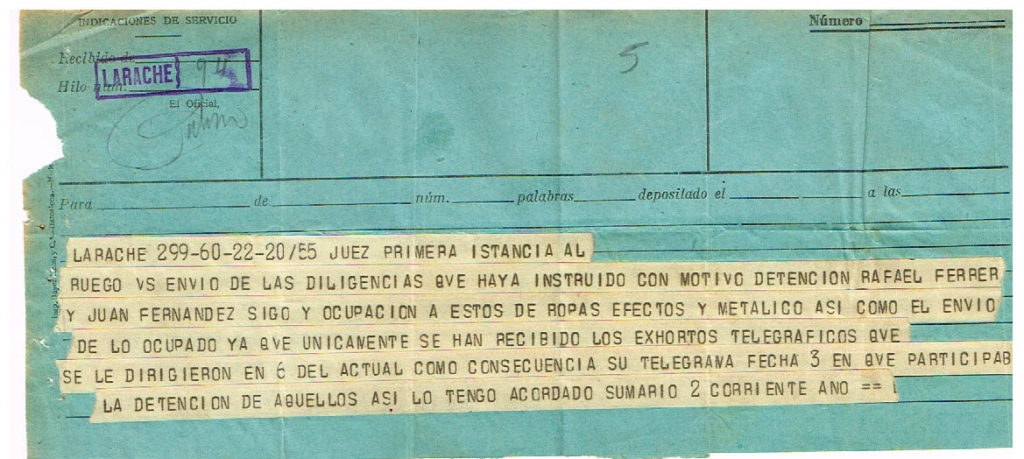 INDICACIONES DE SERVICIO
Número
Recibido de
5
LARACHE 94
Hilo núm.
El Oficial,
Para de núm. palabras depositado el a las
LARACHE 299-60-22-20/55 JUEZ PRIMERA ISTANCIA AL
RUEGO VS ENVIO DE LAS DILIGENCIAS QVE HAYA INSTRUIDO CON MOTIVO DETENCION RAFAEL FERRER
Y JUAN FERNANDEZ SIGO Y OCUPACION A ESTOS DE ROPAS EFECTOS Y METALICO ASI COMO EL ENVIO
DE LO OCUPADO YA QVE UNICAMENTE SE HAN RECIBIDO LOS EXHORTOS TELEGRAFICOS QVE
SE LE DIRIGIERON EN 6 DEL ACTUAL COMO CONSECUENCIA SU TELEGRAMA FECHA 3 EN QVE PARTICIPAB
LA DETENCION DE AQUELLOS ASI LO TENGO ACORDADO SUMARIO 2 CORRIENTE ANO ==